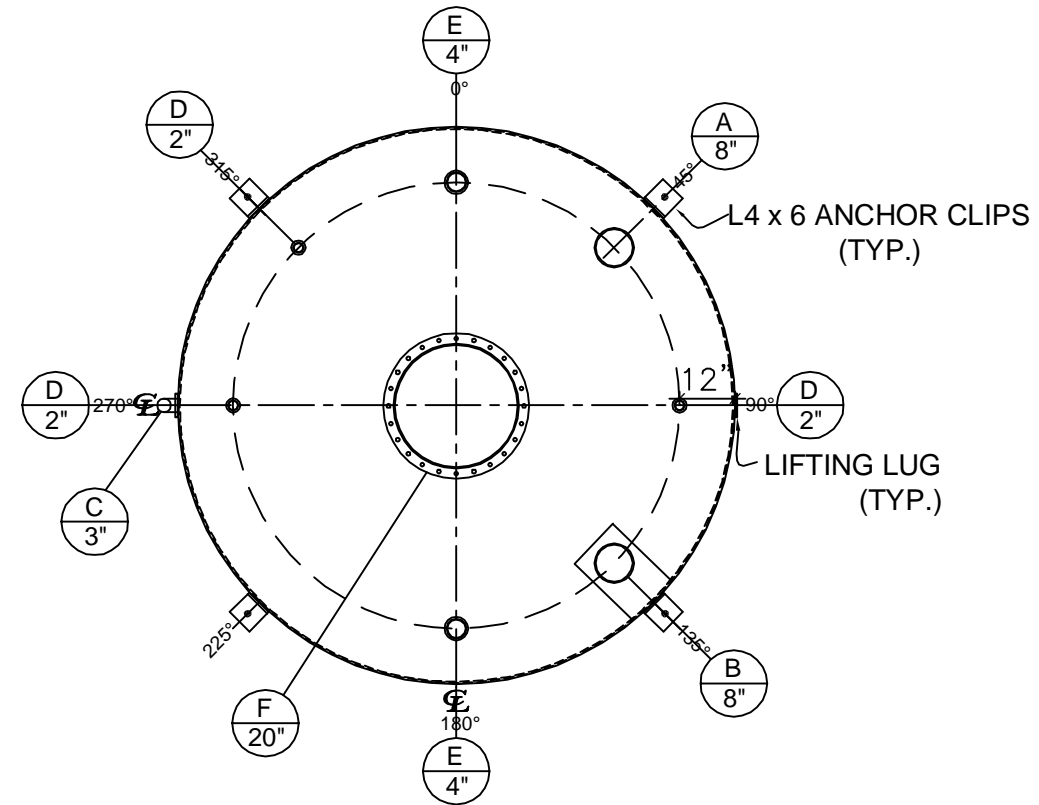 E
4"
0°
D
2"
315°
A
8"
45°
L4 x 6 ANCHOR CLIPS
(TYP.)
D
2"
270°
℄
12"
90°
D
2"
LIFTING LUG
(TYP.)
C
3"
225°
135°
B
8"
F
20"
℄
180°
E
4"